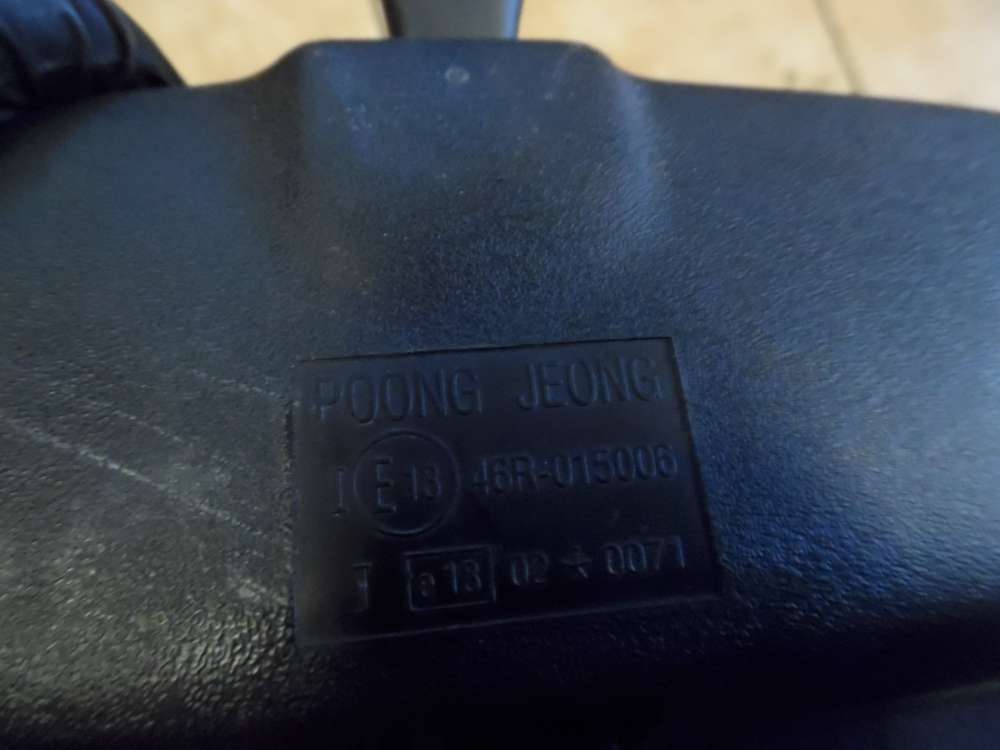 POONG JEONG
I E13 46R-015006
I e13 02*0071